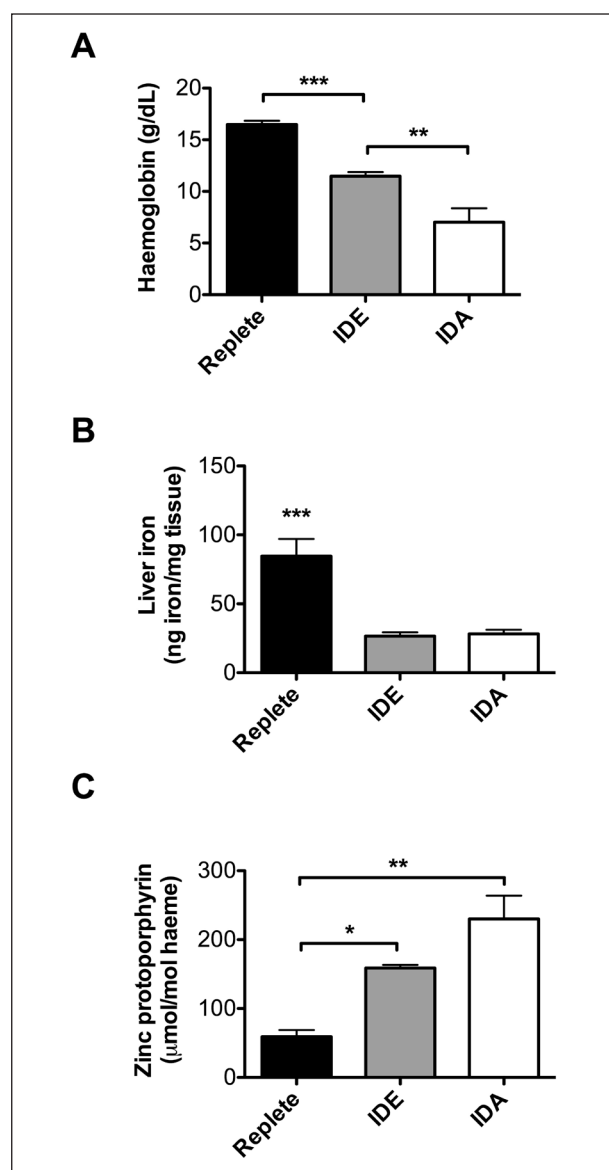 A
Haemoglobin (g/dL)
20
15
10
5
0
***
**
Replete
IDE
IDA
B
Liver iron
(ng iron/mg tissue)
150
100
50
0
***
Replete
IDE
IDA
C
Zinc protoporphyrin
(μmol/mol haeme)
300
200
100
0
**
*
Replete
IDE
IDA